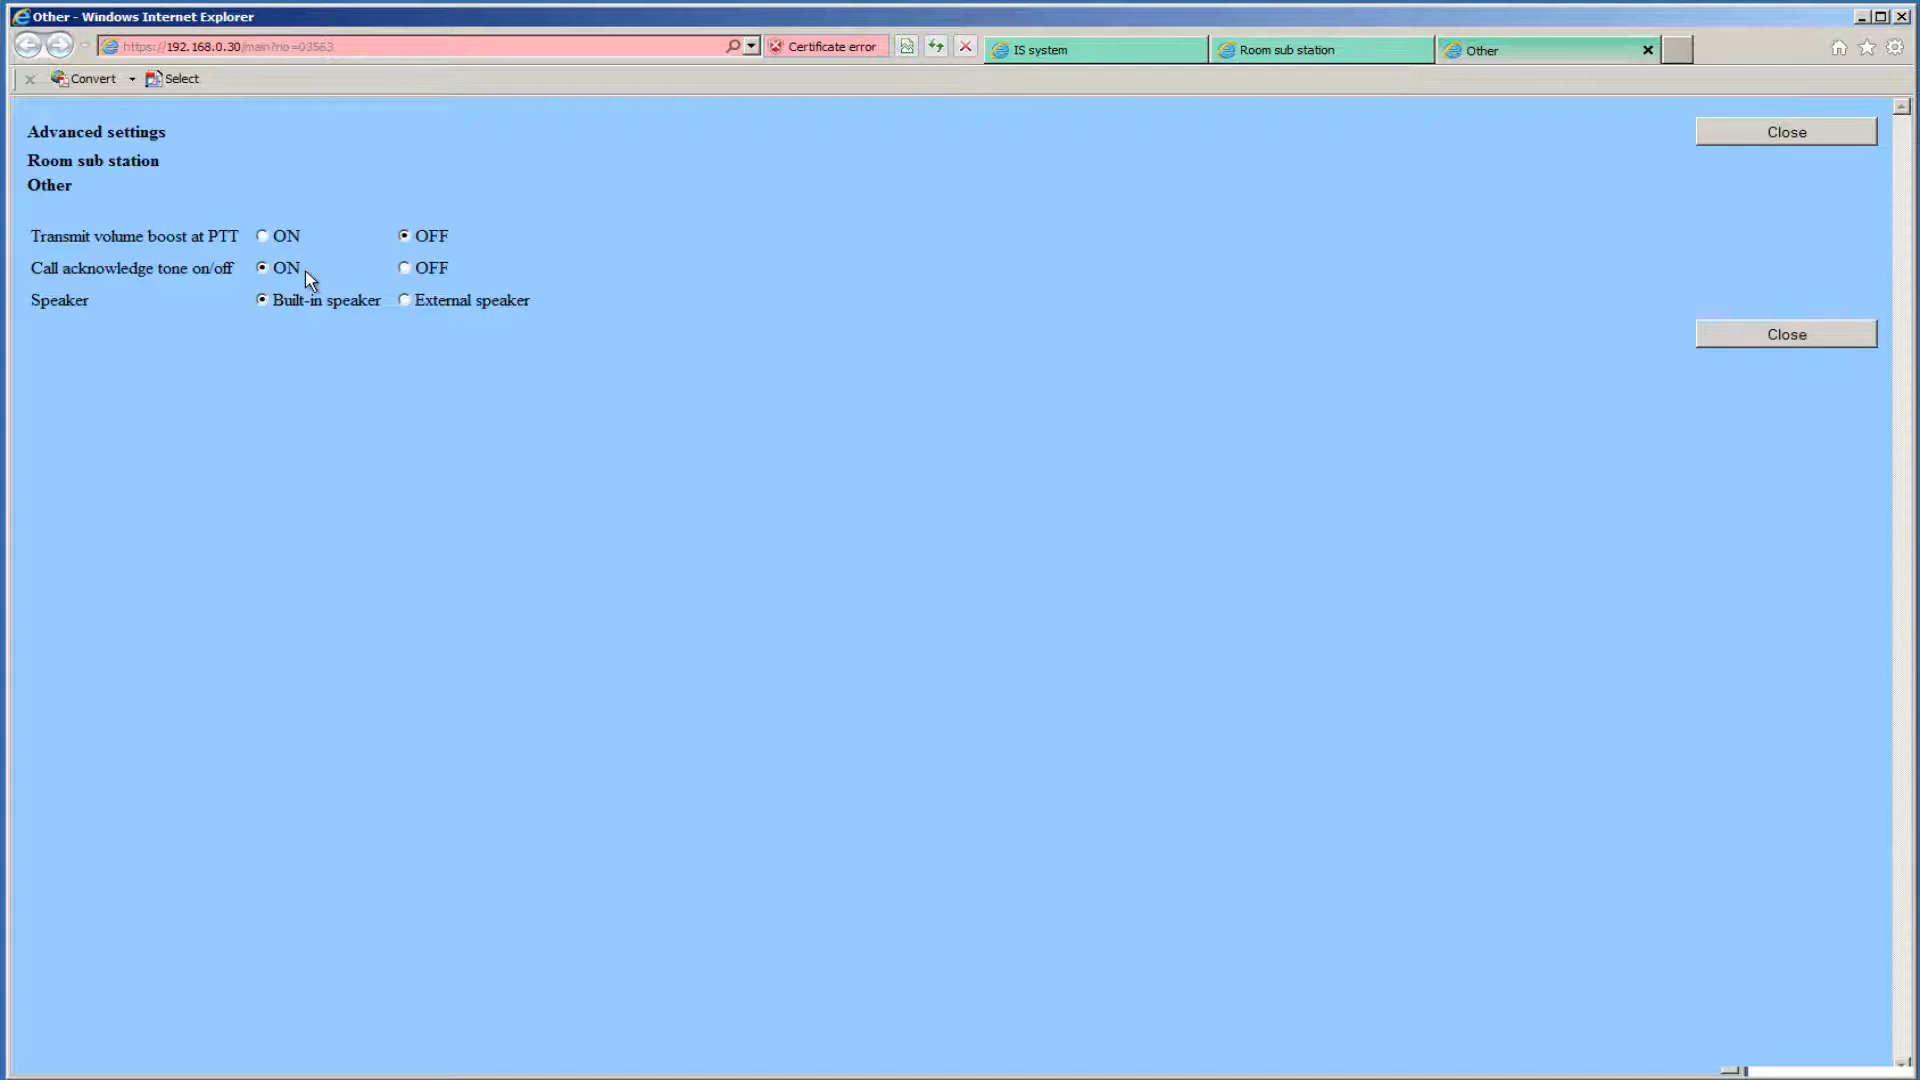 Other - Windows Internet Explorer
https://192.168.0.30/main?no=03563
Certificate error
IS system
Room sub station
Other
Convert
Select
Advanced settings
Close
Room sub station
Other
Transmit volume boost at PTT ON OFF
Call acknowledge tone on/off ON OFF
Speaker Built-in speaker External speaker
Close